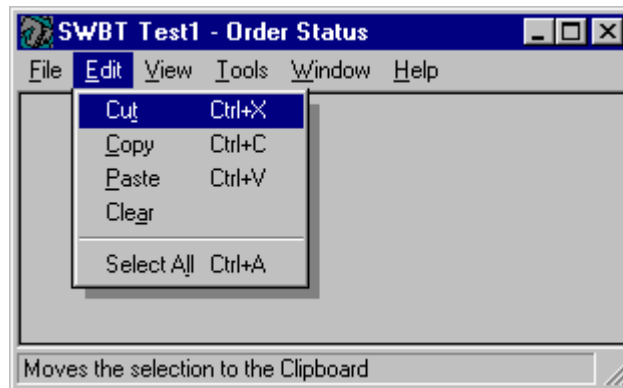 SWBT Test1 - Order Status
File Edit View Tools Window Help
Cut Ctrl+X
Copy Ctrl+C
Paste Ctrl+V
Clear
Select All Ctrl+A
Moves the selection to the Clipboard